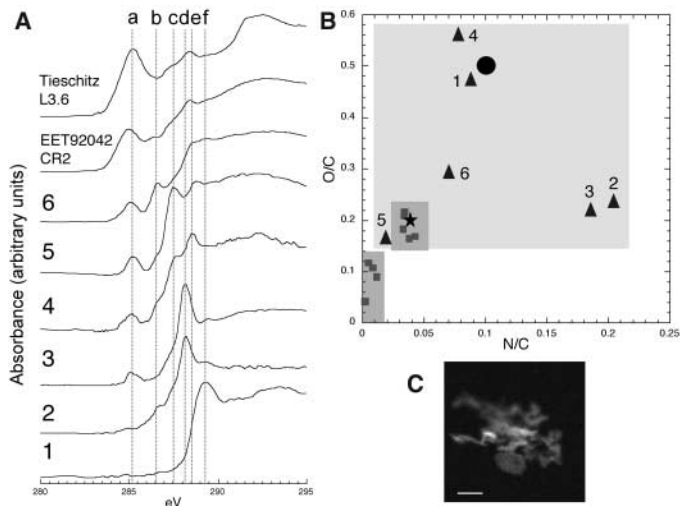 A
a b c d e f
Tieschitz
L3.6
EET92042
CR2
6
5
4
3
2
1
Absorbance (arbitrary units)
280 285 290 295
eV
B
0.6
0.5
0.4
0.3
0.2
0.1
0
O/C
4
1
6
3 2
5
0 0.05 0.1 0.15 0.2 0.25
N/C
C